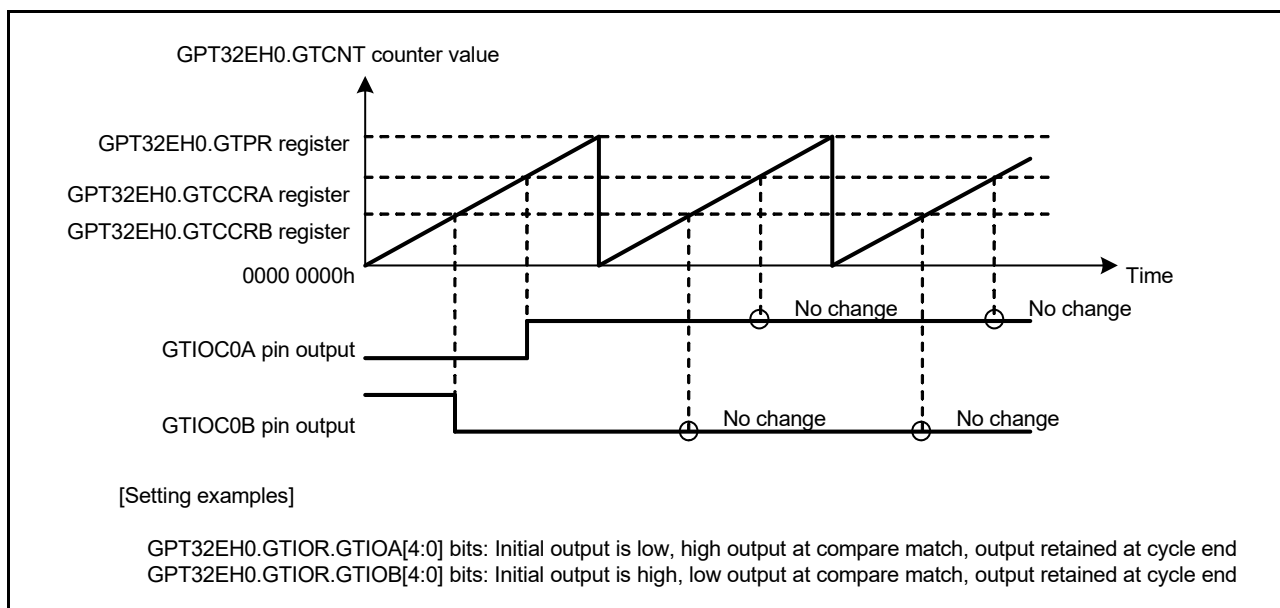 GPT32EH0.GTCNT counter value
GPT32EH0.GTPR register
GPT32EH0.GTCCRA register
GPT32EH0.GTCCRB register
0000 0000h
Time
No change
No change
GTIOC0A pin output
No change
No change
GTIOC0B pin output
[Setting examples]
GPT32EH0.GTIOR.GTIOA[4:0] bits: Initial output is low, high output at compare match, output retained at cycle end
GPT32EH0.GTIOR.GTIOB[4:0] bits: Initial output is high, low output at compare match, output retained at cycle end